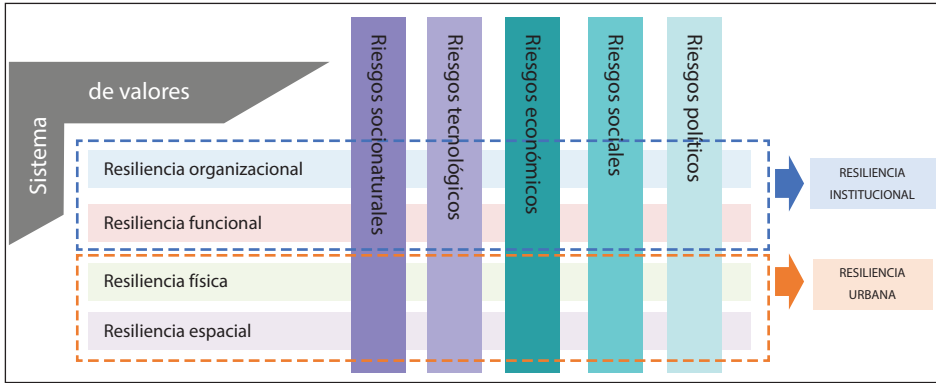 Sistema
de valores
Riesgos socionaturales
Riesgos tecnológicos
Riesgos económicos
Riesgos sociales
Riesgos políticos
Resiliencia organizacional
Resiliencia funcional
Resiliencia física
Resiliencia espacial
RESILIENCIA
INSTITUCIONAL
RESILIENCIA
URBANA